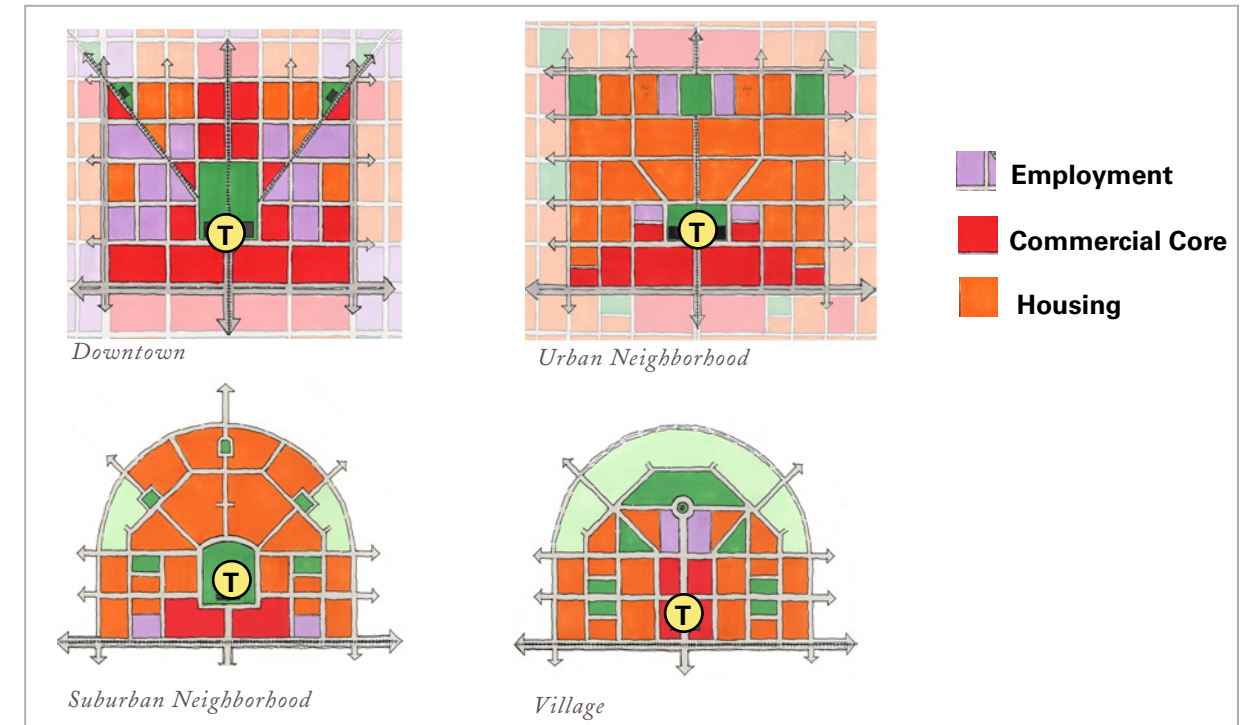 T
Downtown
T
Urban Neighborhood
T
Suburban Neighborhood
T
Village
Employment
Commercial Core
Housing